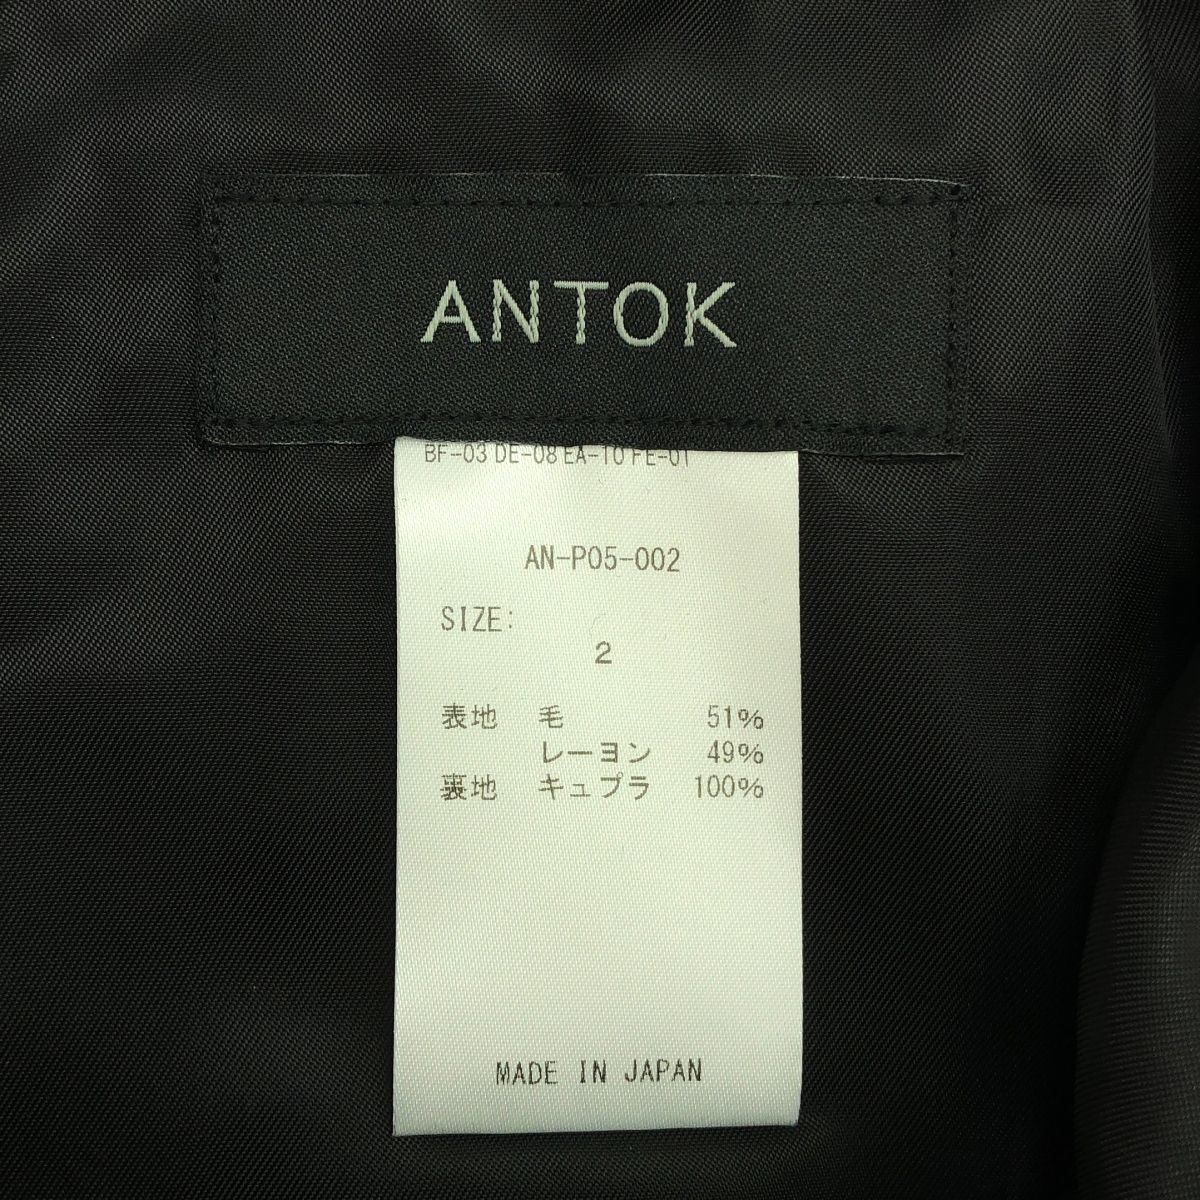 ANTOK
BF-03 DE-08 EA-10 FE-01
AN-P05-002
SIZE:
2
表地 毛 51%
レーヨン 49%
裏地 キュプラ 100%
MADE IN JAPAN